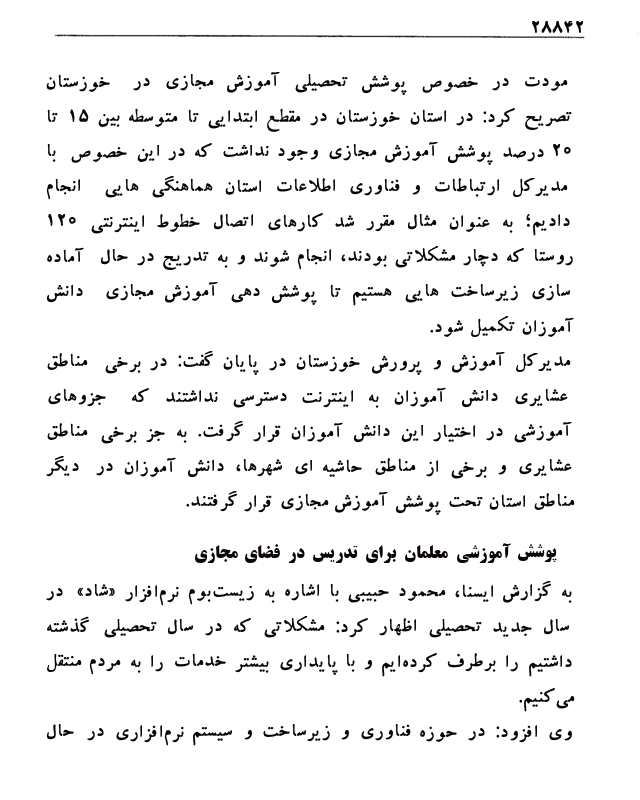 ۲۸۸۴۲
مودت در خصوص پوشش تحصیلی آموزش مجازی در خوزستان
تصریح کرد: در استان خوزستان در مقطع ابتدایی تا متوسطه بین ۱۵ تا
۲۰ درصد پوشش آموزش مجازی وجود نداشت که در این خصوص با
مدیرکل ارتباطات و فناوری اطلاعات استان هماهنگی هایی انجام
دادیم؛ به عنوان مثال مقرر شد کارهای اتصال خطوط اینترنتی ۱۲۰
روستا که دچار مشکلاتی بودند، انجام شوند و به تدریج در حال آماده
سازی زیرساخت هایی هستیم تا پوشش دهی آموزش مجازی دانش
آموزان تکمیل شود.
مدیرکل آموزش و پرورش خوزستان در پایان گفت: در برخی مناطق
عشایری دانش آموزان به اینترنت دسترسی نداشتند که جزوهای
آموزشی در اختیار این دانش آموزان قرار گرفت. به جز برخی مناطق
عشایری و برخی از مناطق حاشیه ای شهرها، دانش آموزان در دیگر
مناطق استان تحت پوشش آموزش مجازی قرار گرفتند.
پوشش آموزشی معلمان برای تدریس در فضای مجازی
به گزارش ایسنا، محمود حبیبی با اشاره به زیست‌بوم نرم‌افزار «شاد» در
سال جدید تحصیلی اظهار کرد: مشکلاتی که در سال تحصیلی گذشته
داشتیم را برطرف کرده‌ایم و با پایداری بیشتر خدمات را به مردم منتقل
می‌کنیم.
وی افزود: در حوزه فناوری و زیرساخت و سیستم نرم‌افزاری در حال